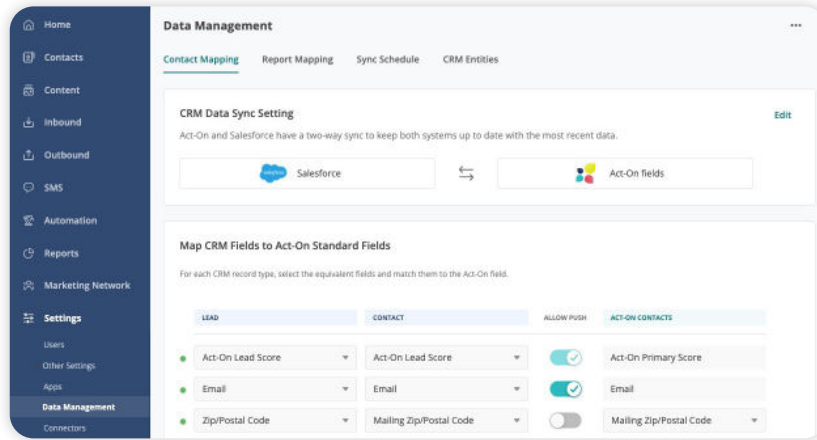 Home
Contacts
Content
Inbound
Outbound
SMS
Automation
Reports
Marketing Network
Settings
Users
Other Settings
Apps
Data Management
Connectors
Data Management
Contact Mapping Report Mapping Sync Schedule CRM Entities
CRM Data Sync Setting Edit
Act-On and Salesforce have a two-way sync to keep both systems up to date with the most recent data.
salesforce Salesforce Act-On fields
Map CRM Fields to Act-On Standard Fields
For each CRM record type, select the equivalent fields and match them to the Act-On field.
LEAD CONTACT ALLOW PUSH ACT-ON CONTACTS
Act-On Lead Score Act-On Lead Score Act-On Primary Score
Email Email Email
Zip/Postal Code Mailing Zip/Postal Code Mailing Zip/Postal Code